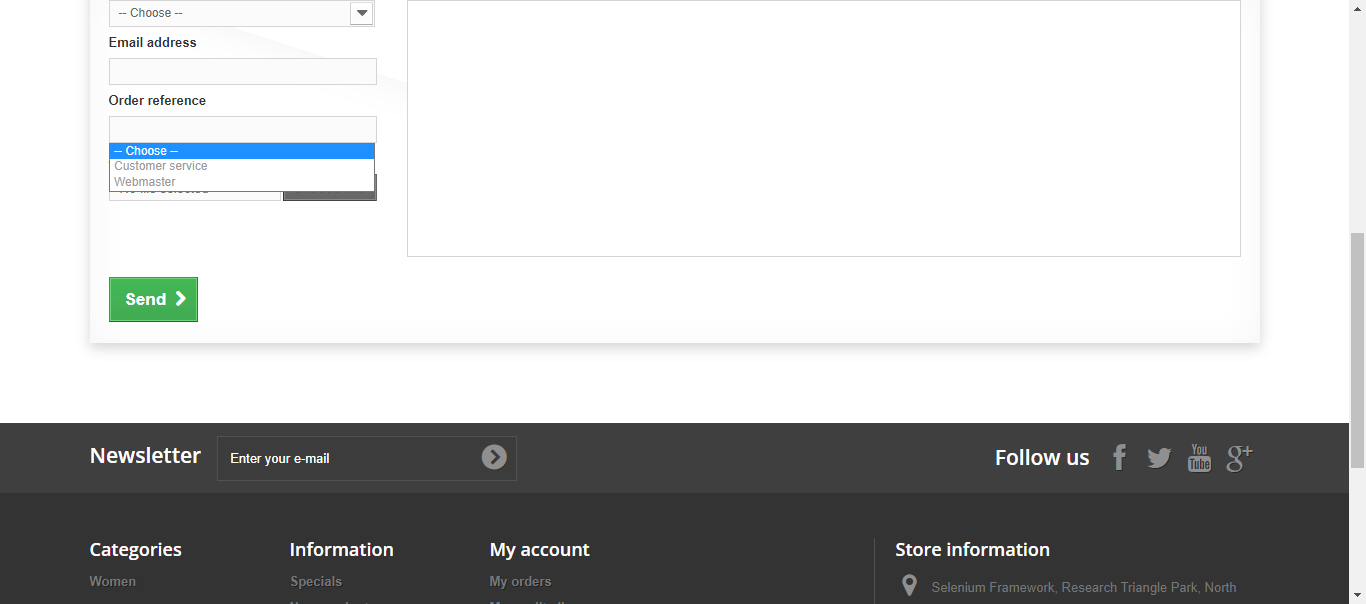 -- Choose --
Email address
Order reference
-- Choose --
Customer service
Webmaster
Send
Newsletter
Enter your e-mail
Follow us
You
Tube
g+
Categories
Information
My account
Store information
Women
Specials
My orders
Selenium Framework, Research Triangle Park, North